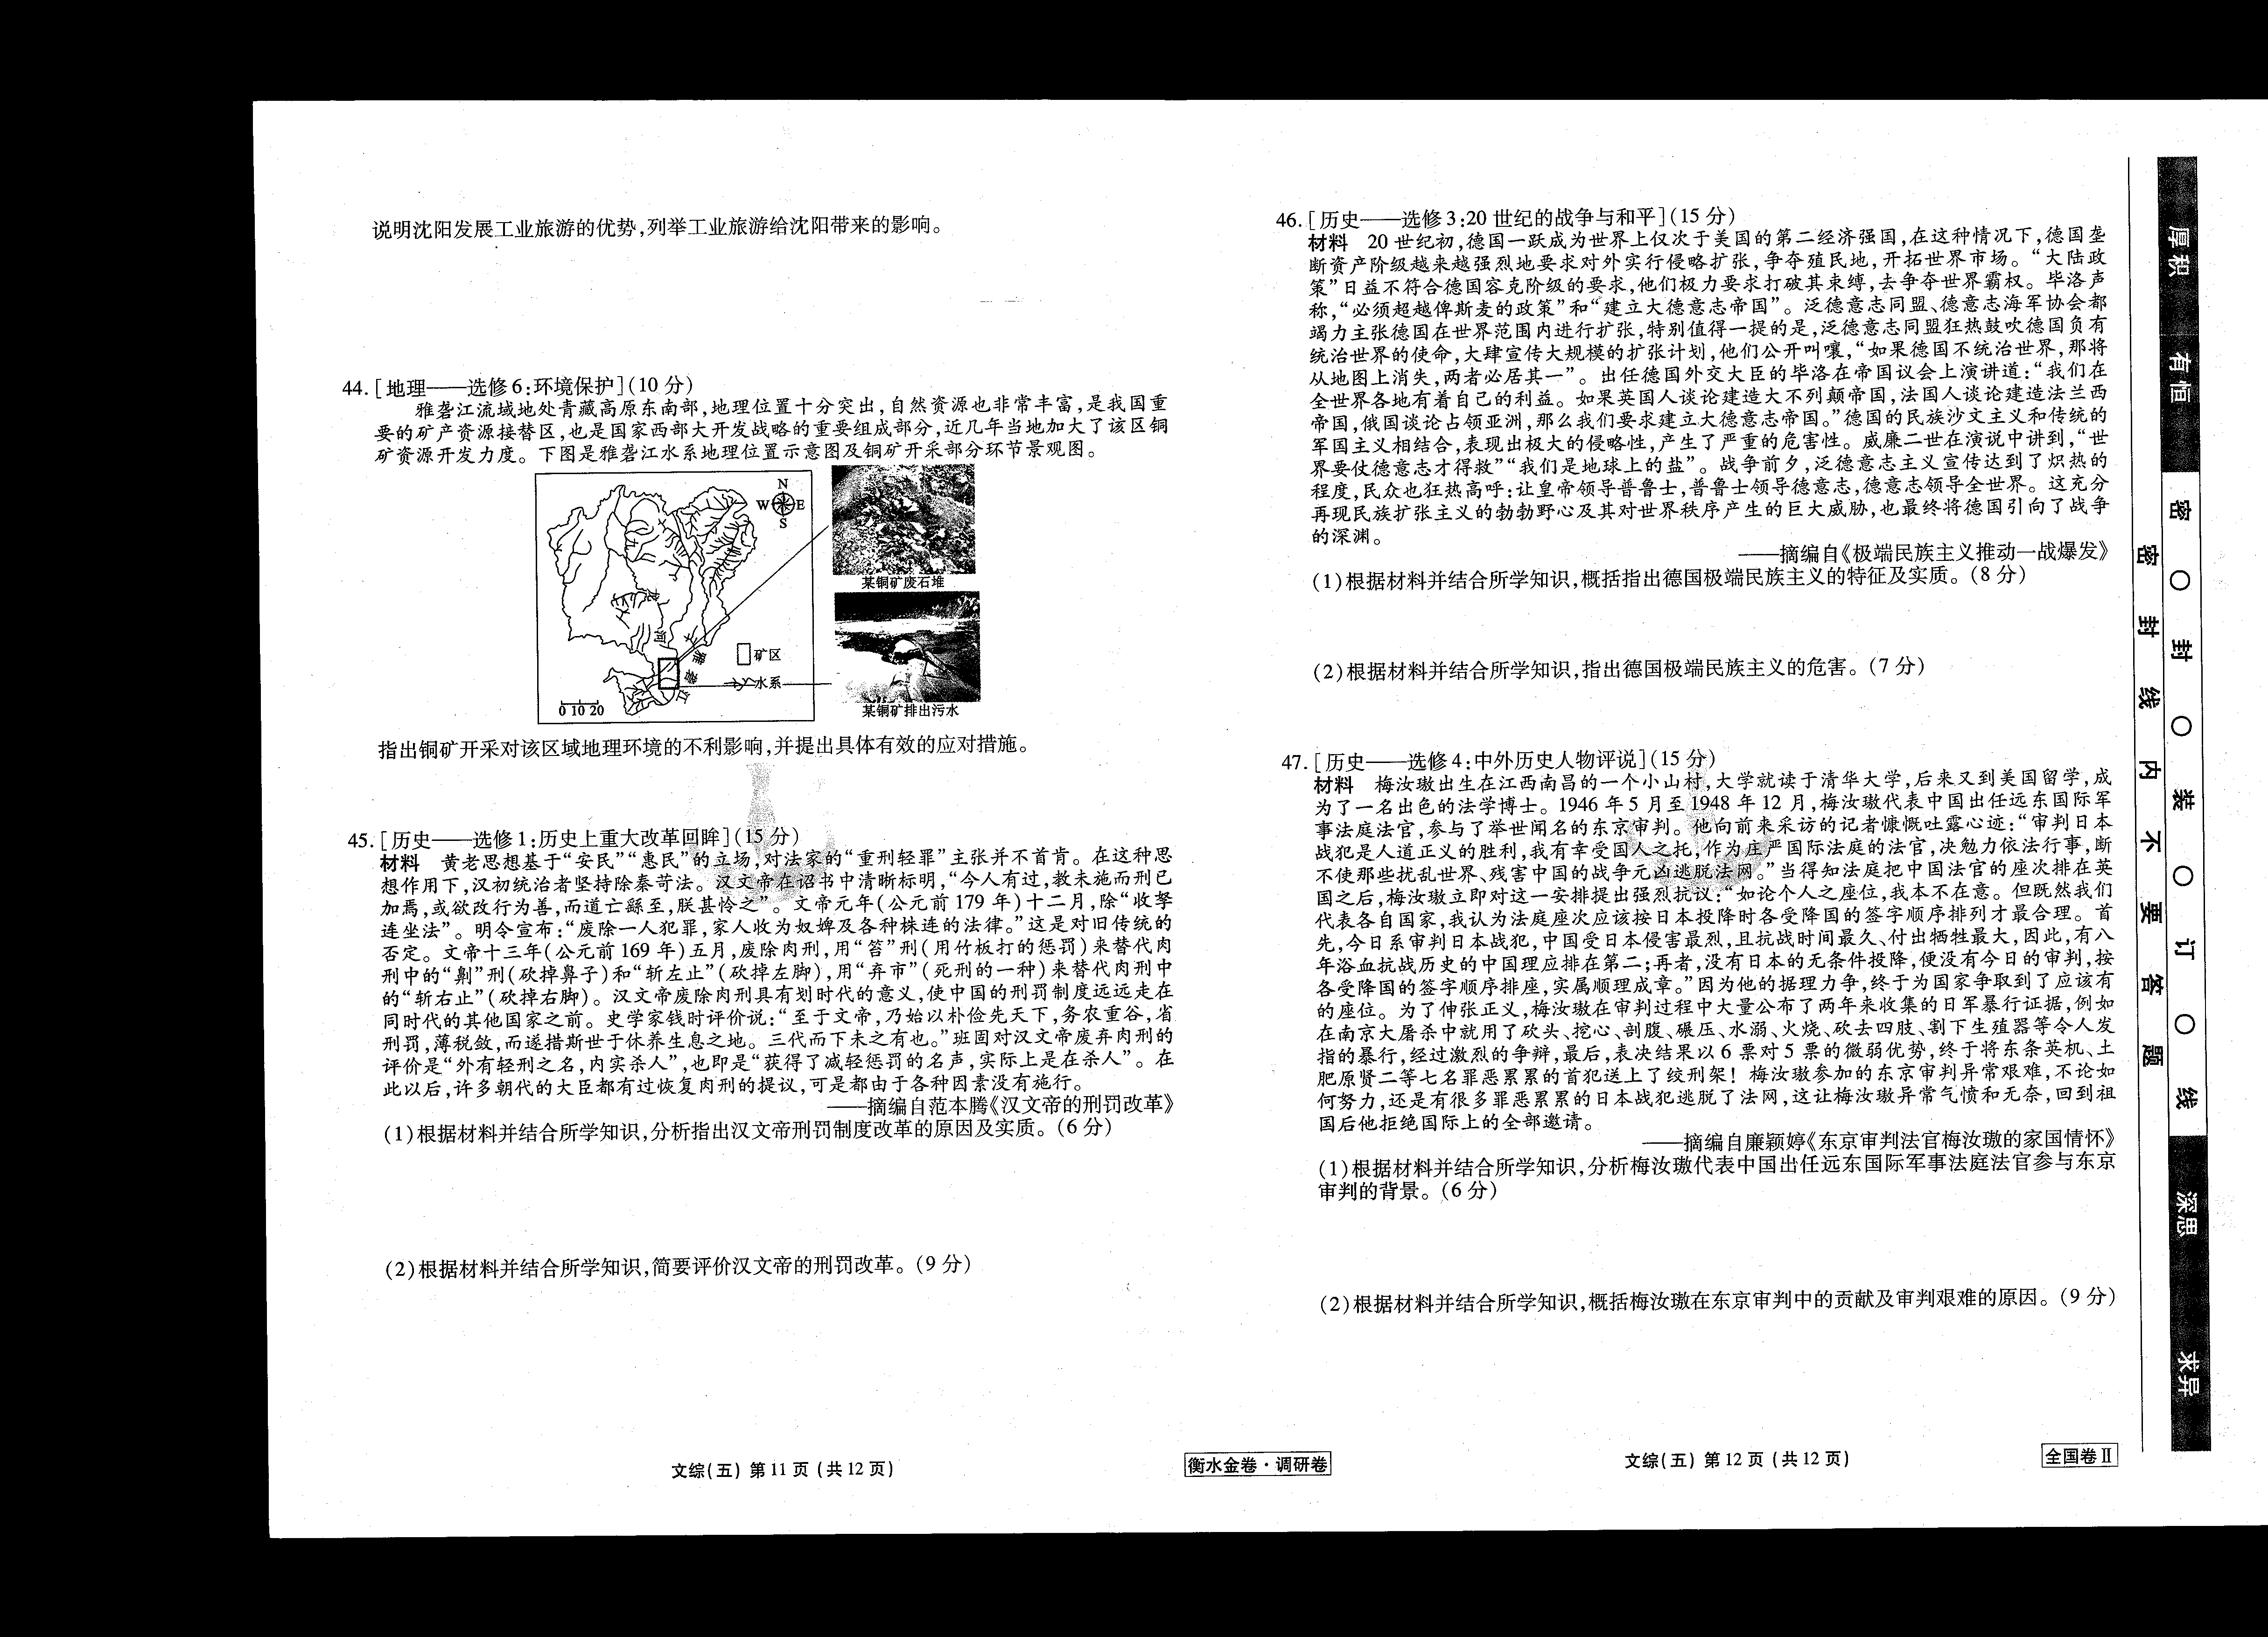 说明沈阳发展工业旅游的优势,列举工业旅游给沈阳带来的影响。
44.[地理——选修6:环境保护](10分)
雅砻江流域地处青藏高原东南部,地理位置十分突出,自然资源也非常丰富,是我国重
要的矿产资源接替区,也是国家西部大开发战略的重要组成部分,近几年当地加大了该区铜
矿资源开发力度。下图是雅砻江水系地理位置示意图及铜矿开采部分环节景观图。
N
W E
S
矿区
水系
雅
砻
江
0 10 20
某铜矿废石堆
某铜矿排出污水
指出铜矿开采对该区域地理环境的不利影响,并提出具体有效的应对措施。
45.[历史——选修1:历史上重大改革回眸](15分)
材料 黄老思想基于“安民”“惠民”的立场,对法家的“重刑轻罪”主张并不首肯。在这种思
想作用下,汉初统治者坚持除秦苛法。汉文帝在诏书中清晰标明,“今人有过,教未施而刑已
加焉,或欲改行为善,而道亡繇至,朕甚怜之”。文帝元年(公元前179年)十二月,除“收孥
连坐法”。明令宣布:“废除一人犯罪,家人收为奴婢及各种株连的法律。”这是对旧传统的
否定。文帝十三年(公元前169年)五月,废除肉刑,用“笞”刑(用竹板打的惩罚)来替代肉
刑中的“劓”刑(砍掉鼻子)和“斩左止”(砍掉左脚),用“弃市”(死刑的一种)来替代肉刑中
的“斩右止”(砍掉右脚)。汉文帝废除肉刑具有划时代的意义,使中国的刑罚制度远远走在
同时代的其他国家之前。史学家钱时评价说:“至于文帝,乃始以朴俭先天下,务农重谷,省
刑罚,薄税敛,而遂措斯世于休养生息之地。三代而下未之有也。”班固对汉文帝废弃肉刑的
评价是“外有轻刑之名,内实杀人”,也即是“获得了减轻惩罚的名声,实际上是在杀人”。在
此以后,许多朝代的大臣都有过恢复肉刑的提议,可是都由于各种因素没有施行。
——摘编自范本腾《汉文帝的刑罚改革》
(1)根据材料并结合所学知识,分析指出汉文帝刑罚制度改革的原因及实质。(6分)
(2)根据材料并结合所学知识,简要评价汉文帝的刑罚改革。(9分)
文综(五) 第11页(共12页)
衡水金卷·调研卷
46.[历史——选修3:20世纪的战争与和平](15分)
材料 20世纪初,德国一跃成为世界上仅次于美国的第二经济强国,在这种情况下,德国垄
断资产阶级越来越强烈地要求对外实行侵略扩张,争夺殖民地,开拓世界市场。“大陆政
策”日益不符合德国容克阶级的要求,他们极力要求打破其束缚,去争夺世界霸权。毕洛声
称,“必须超越俾斯麦的政策”和“建立大德意志帝国”。泛德意志同盟、德意志海军协会都
竭力主张德国在世界范围内进行扩张,特别值得一提的是,泛德意志同盟狂热鼓吹德国负有
统治世界的使命,大肆宣传大规模的扩张计划,他们公开叫嚷,“如果德国不统治世界,那将
从地图上消失,两者必居其一”。出任德国外交大臣的毕洛在帝国议会上演讲道:“我们在
全世界各地有着自己的利益。如果英国人谈论建造大不列颠帝国,法国人谈论建造法兰西
帝国,俄国谈论占领亚洲,那么我们要求建立大德意志帝国。”德国的民族沙文主义和传统的
军国主义相结合,表现出极大的侵略性,产生了严重的危害性。威廉二世在演说中讲到,“世
界要仗德意志才得救”“我们是地球上的盐”。战争前夕,泛德意志主义宣传达到了炽热的
程度,民众也狂热高呼:让皇帝领导普鲁士,普鲁士领导德意志,德意志领导全世界。这充分
再现民族扩张主义的勃勃野心及其对世界秩序产生的巨大威胁,也最终将德国引向了战争
的深渊。
——摘编自《极端民族主义推动一战爆发》
(1)根据材料并结合所学知识,概括指出德国极端民族主义的特征及实质。(8分)
(2)根据材料并结合所学知识,指出德国极端民族主义的危害。(7分)
47.[历史——选修4:中外历史人物评说](15分)
材料 梅汝璈出生在江西南昌的一个小山村,大学就读于清华大学,后来又到美国留学,成
为了一名出色的法学博士。1946年5月至1948年12月,梅汝璈代表中国出任远东国际军
事法庭法官,参与了举世闻名的东京审判。他向前来采访的记者慷慨吐露心迹:“审判日本
战犯是人道正义的胜利,我有幸受国人之托,作为庄严国际法庭的法官,决勉力依法行事,断
不使那些扰乱世界、残害中国的战争元凶逃脱法网。”当得知法庭把中国法官的座次排在英
国之后,梅汝璈立即对这一安排提出强烈抗议:“如论个人之座位,我本不在意。但既然我们
代表各自国家,我认为法庭座次应该按日本投降时各受降国的签字顺序排列才最合理。首
先,今日系审判日本战犯,中国受日本侵害最烈,且抗战时间最久、付出牺牲最大,因此,有八
年浴血抗战历史的中国理应排在第二;再者,没有日本的无条件投降,便没有今日的审判,按
各受降国的签字顺序排座,实属顺理成章。”因为他的据理力争,终于为国家争取到了应该有
的座位。为了伸张正义,梅汝璈在审判过程中大量公布了两年来收集的日军暴行证据,例如
在南京大屠杀中就用了砍头、挖心、剖腹、碾压、水溺、火烧、砍去四肢、割下生殖器等令人发
指的暴行,经过激烈的争辩,最后,表决结果以6票对5票的微弱优势,终于将东条英机、土
肥原贤二等七名罪恶累累的首犯送上了绞刑架!梅汝璈参加的东京审判异常艰难,不论如
何努力,还是有很多罪恶累累的日本战犯逃脱了法网,这让梅汝璈异常气愤和无奈,回到祖
国后他拒绝国际上的全部邀请。
——摘编自廉颖婷《东京审判法官梅汝璈的家国情怀》
(1)根据材料并结合所学知识,分析梅汝璈代表中国出任远东国际军事法庭法官参与东京
审判的背景。(6分)
(2)根据材料并结合所学知识,概括梅汝璈在东京审判中的贡献及审判艰难的原因。(9分)
文综(五) 第12页(共12页)
全国卷Ⅱ
密封线内不要答题
密○封○装○订○线
厚积 有恒
深思 求异